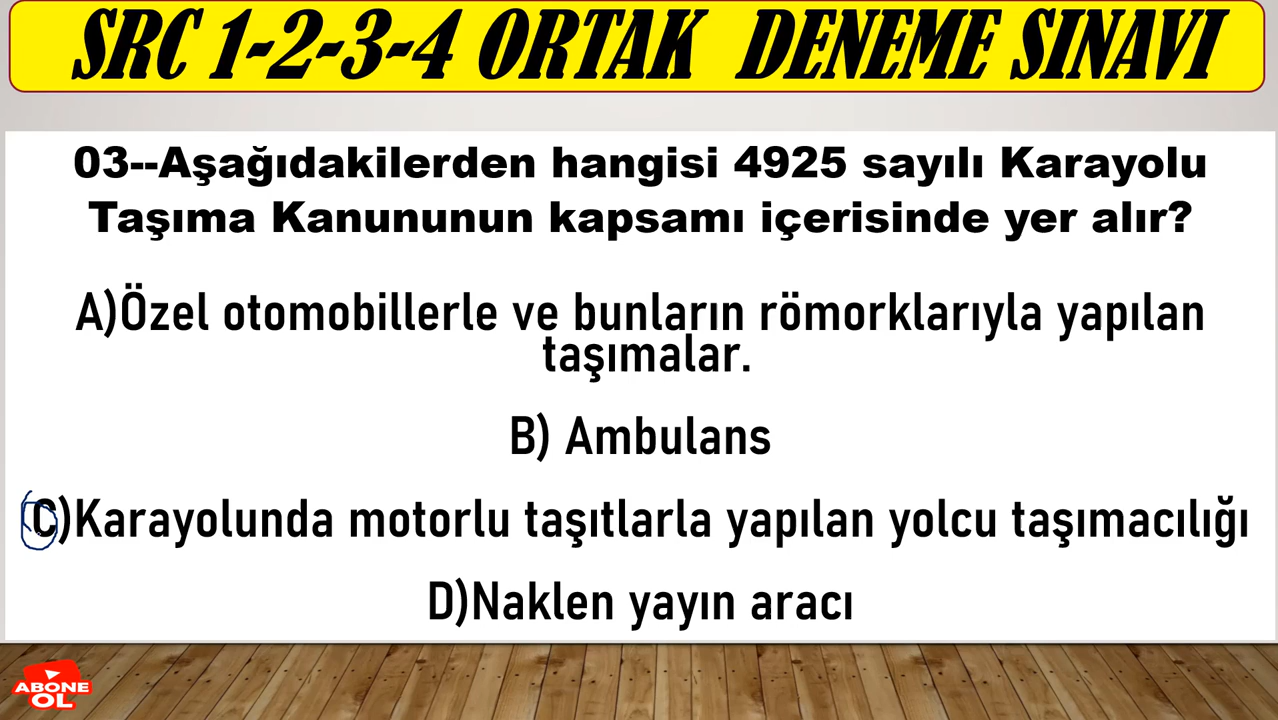 SRC 1-2-3-4 ORTAK DENEME SINAVI
03--Aşağıdakilerden hangisi 4925 sayılı Karayolu
Taşıma Kanununun kapsamı içerisinde yer alır?
A)Özel otomobillerle ve bunların römorklarıyla yapılan
taşımalar.
B) Ambulans
C)Karayolunda motorlu taşıtlarla yapılan yolcu taşımacılığı
D)Naklen yayın aracı
ABONE
OL